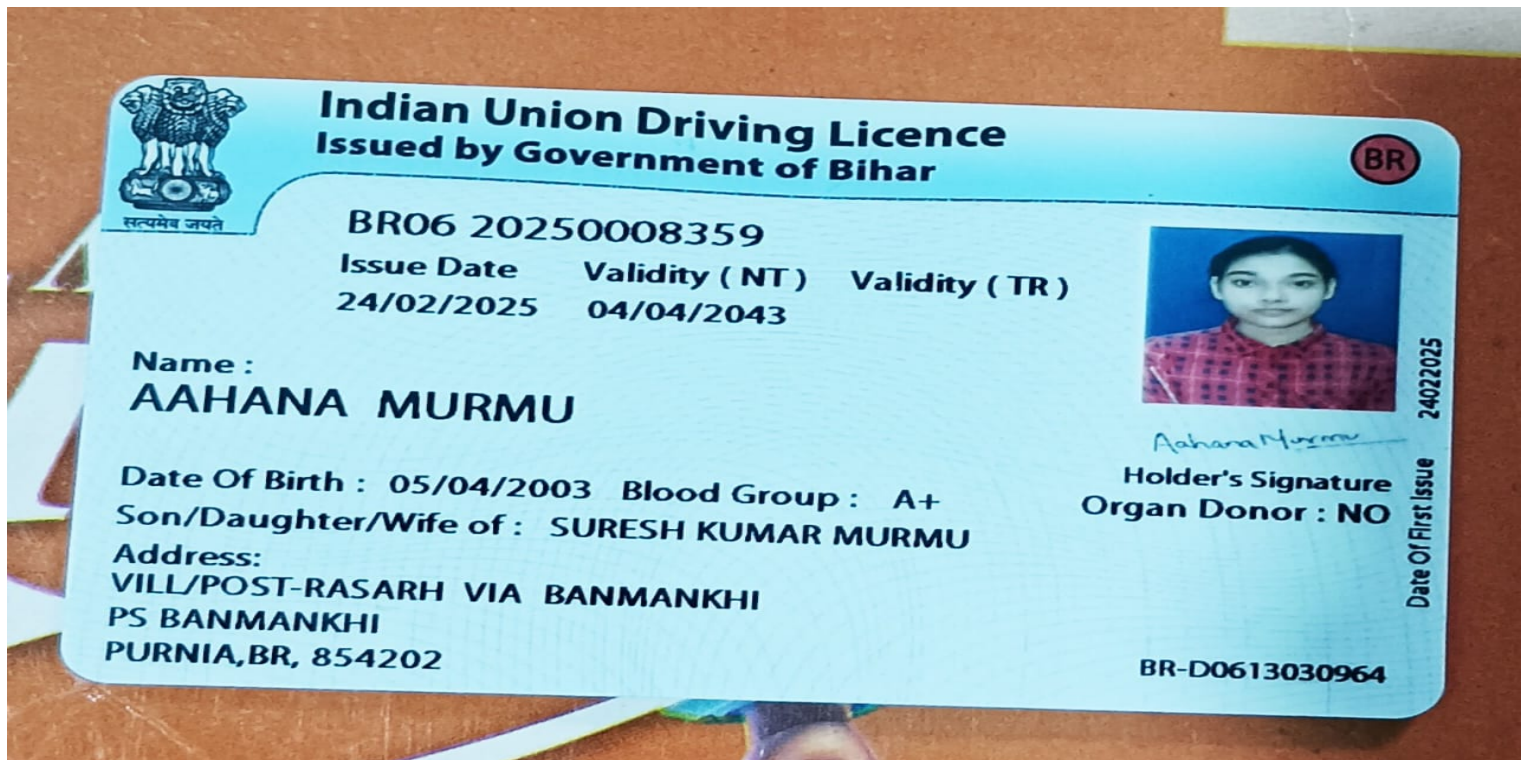 Indian Union Driving Licence
Issued by Government of Bihar
BR
सत्यमेव जयते
BR06 20250008359
Issue Date Validity ( NT ) Validity ( TR )
24/02/2025 04/04/2043
Name :
AAHANA MURMU
Aahana Murmu
Date Of Birth : 05/04/2003 Blood Group : A+
Holder's Signature
Son/Daughter/Wife of : SURESH KUMAR MURMU
Organ Donor : NO
Address:
VILL/POST-RASARH VIA BANMANKHI
PS BANMANKHI
PURNIA,BR, 854202
BR-D0613030964
Date Of First Issue 24022025